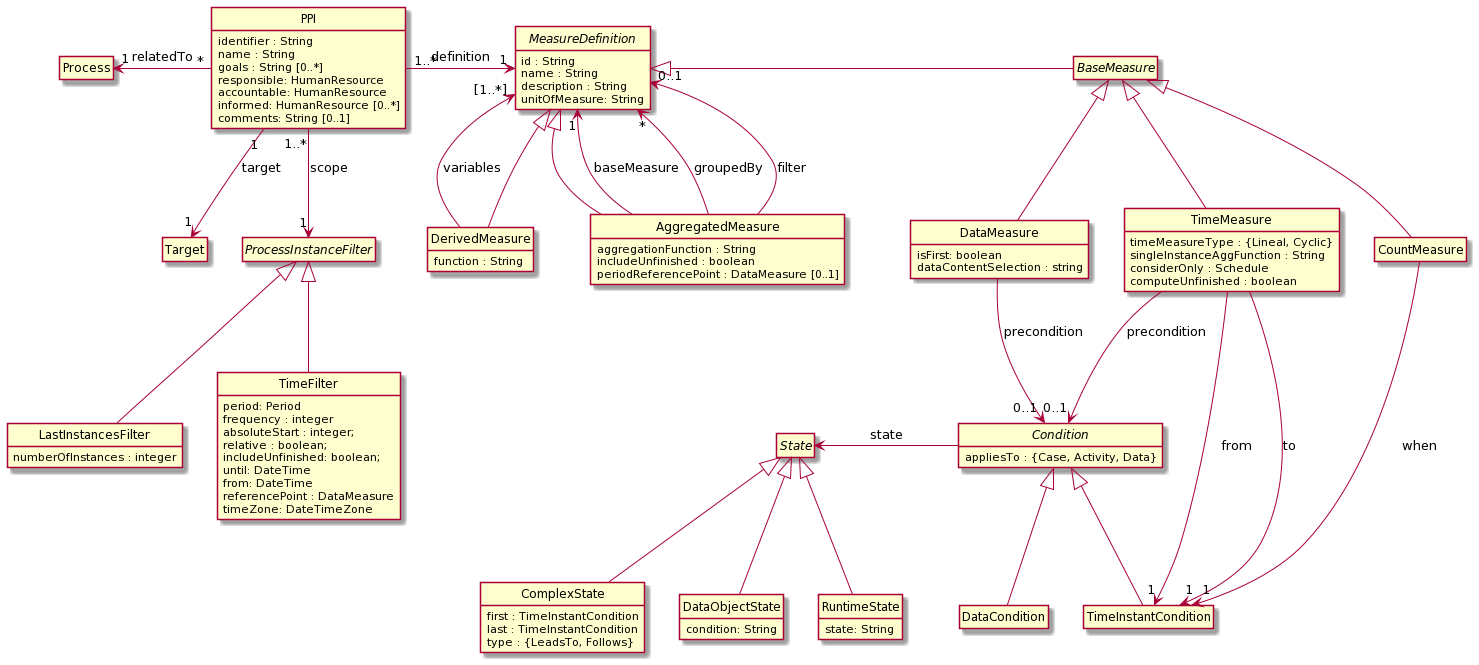 PPI
identifier : String
name : String
goals : String [0..*]
responsible: HumanResource
accountable: HumanResource
informed: HumanResource [0..*]
comments: String [0..1]
Process
1
relatedTo
*
1..*
definition
1
MeasureDefinition
id : String
name : String
description : String
unitOfMeasure: String
[1..*]
0..1
BaseMeasure
1
target
1
1..*
scope
1
variables
1
baseMeasure
*
groupedBy
filter
Target
ProcessInstanceFilter
DerivedMeasure
function : String
AggregatedMeasure
aggregationFunction : String
includeUnfinished : boolean
periodReferencePoint : DataMeasure [0..1]
DataMeasure
isFirst: boolean
dataContentSelection : string
TimeMeasure
timeMeasureType : {Lineal, Cyclic}
singleInstanceAggFunction : String
considerOnly : Schedule
computeUnfinished : boolean
CountMeasure
precondition
precondition
0..1
0..1
LastInstancesFilter
numberOfInstances : integer
TimeFilter
period: Period
frequency : integer
absoluteStart : integer;
relative : boolean;
includeUnfinished: boolean;
until: DateTime
from: DateTime
referencePoint : DataMeasure
timeZone: DateTimeZone
State
state
Condition
appliesTo : {Case, Activity, Data}
from
to
when
ComplexState
first : TimeInstantCondition
last : TimeInstantCondition
type : {LeadsTo, Follows}
DataObjectState
condition: String
RuntimeState
state: String
DataCondition
1
1
1
TimeInstantCondition